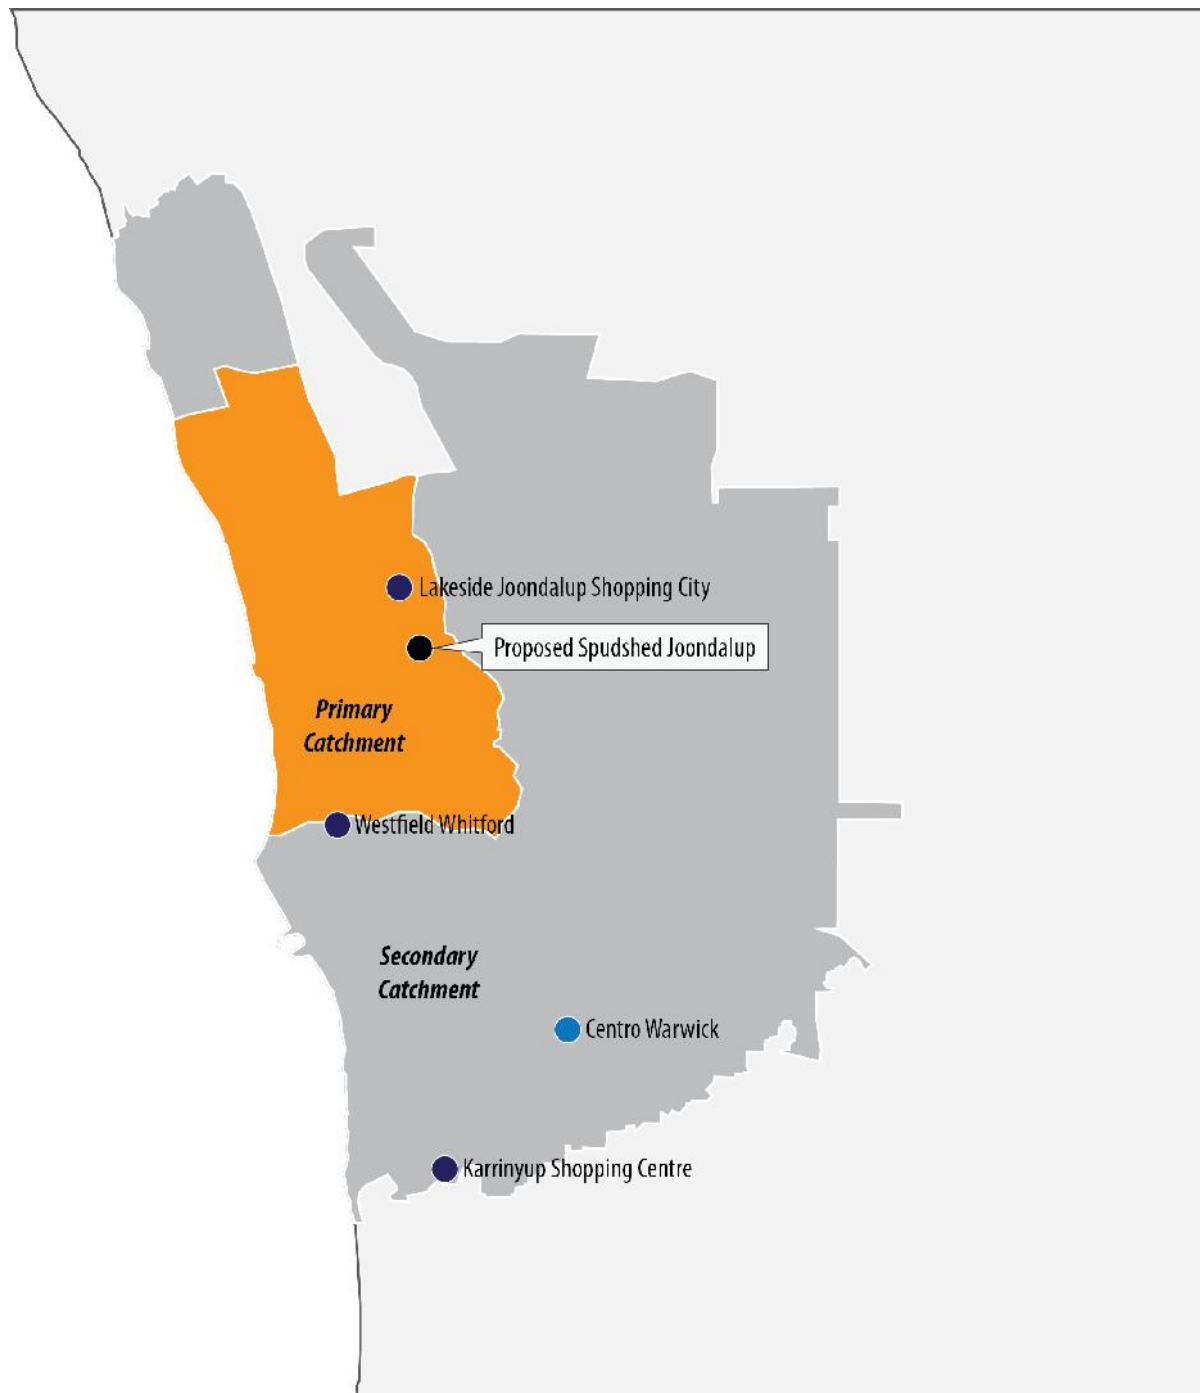 Lakeside Joondalup Shopping City
Proposed Spudshed Joondalup
Primary
Catchment
Westfield Whitford
Secondary
Catchment
Centro Warwick
Karrinyup Shopping Centre